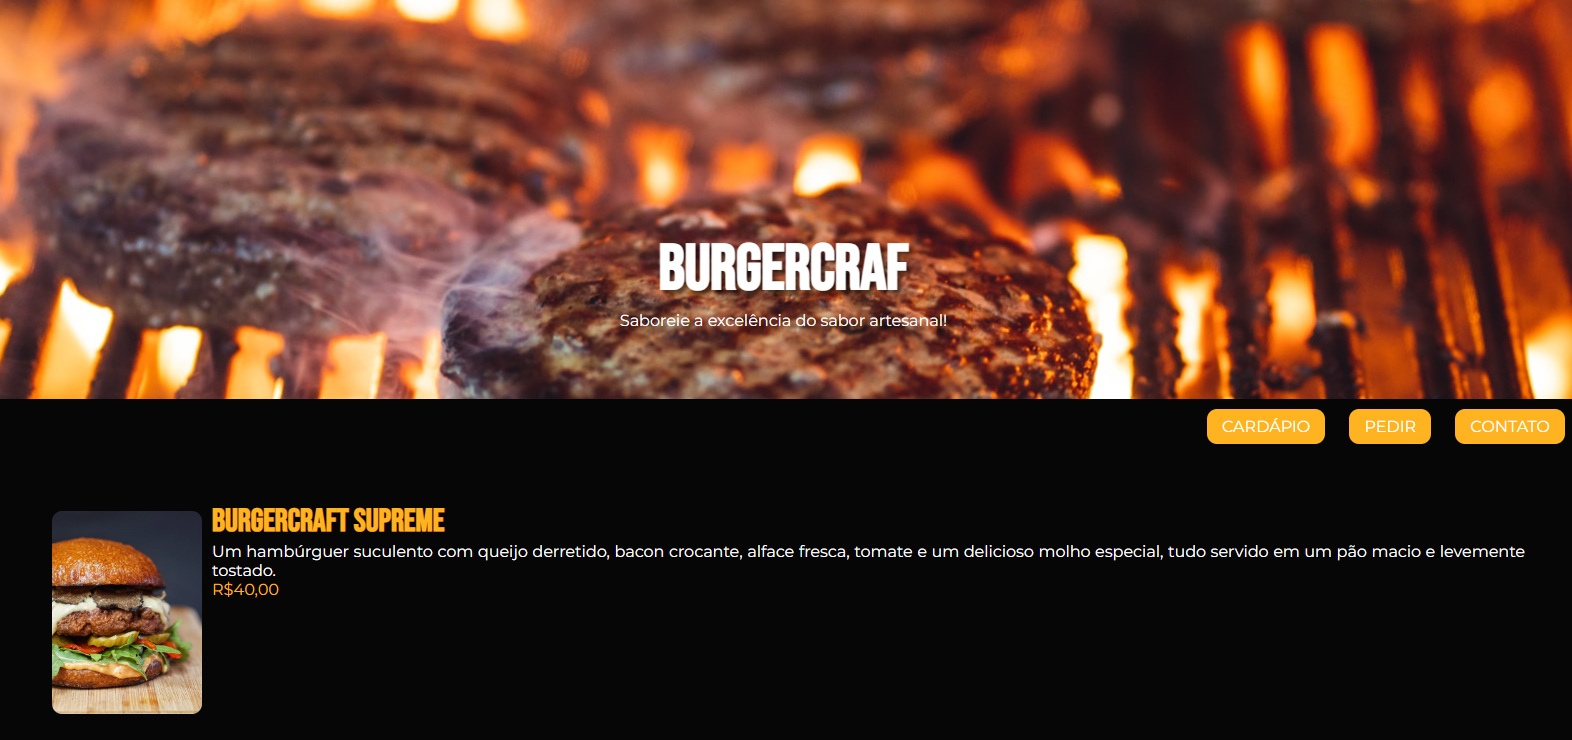 BURGERCRAF
Saboreie a excelência do sabor artesanal!
CARDÁPIO PEDIR CONTATO
BURGERCRAFT SUPREME
Um hambúrguer suculento com queijo derretido, bacon crocante, alface fresca, tomate e um delicioso molho especial, tudo servido em um pão macio e levemente
tostado.
R$40,00